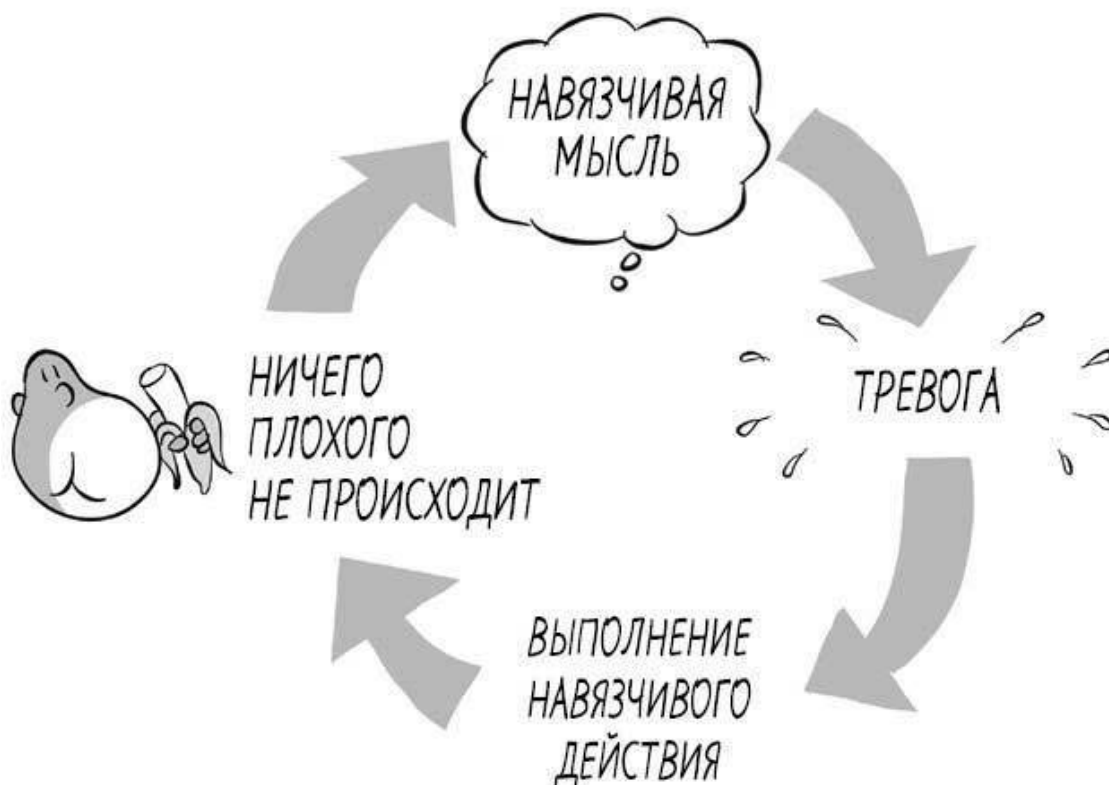 НАВЯЗЧИВАЯ
МЫСЛЬ
ТРЕВОГА
ВЫПОЛНЕНИЕ
НАВЯЗЧИВОГО
ДЕЙСТВИЯ
НИЧЕГО
ПЛОХОГО
НЕ ПРОИСХОДИТ